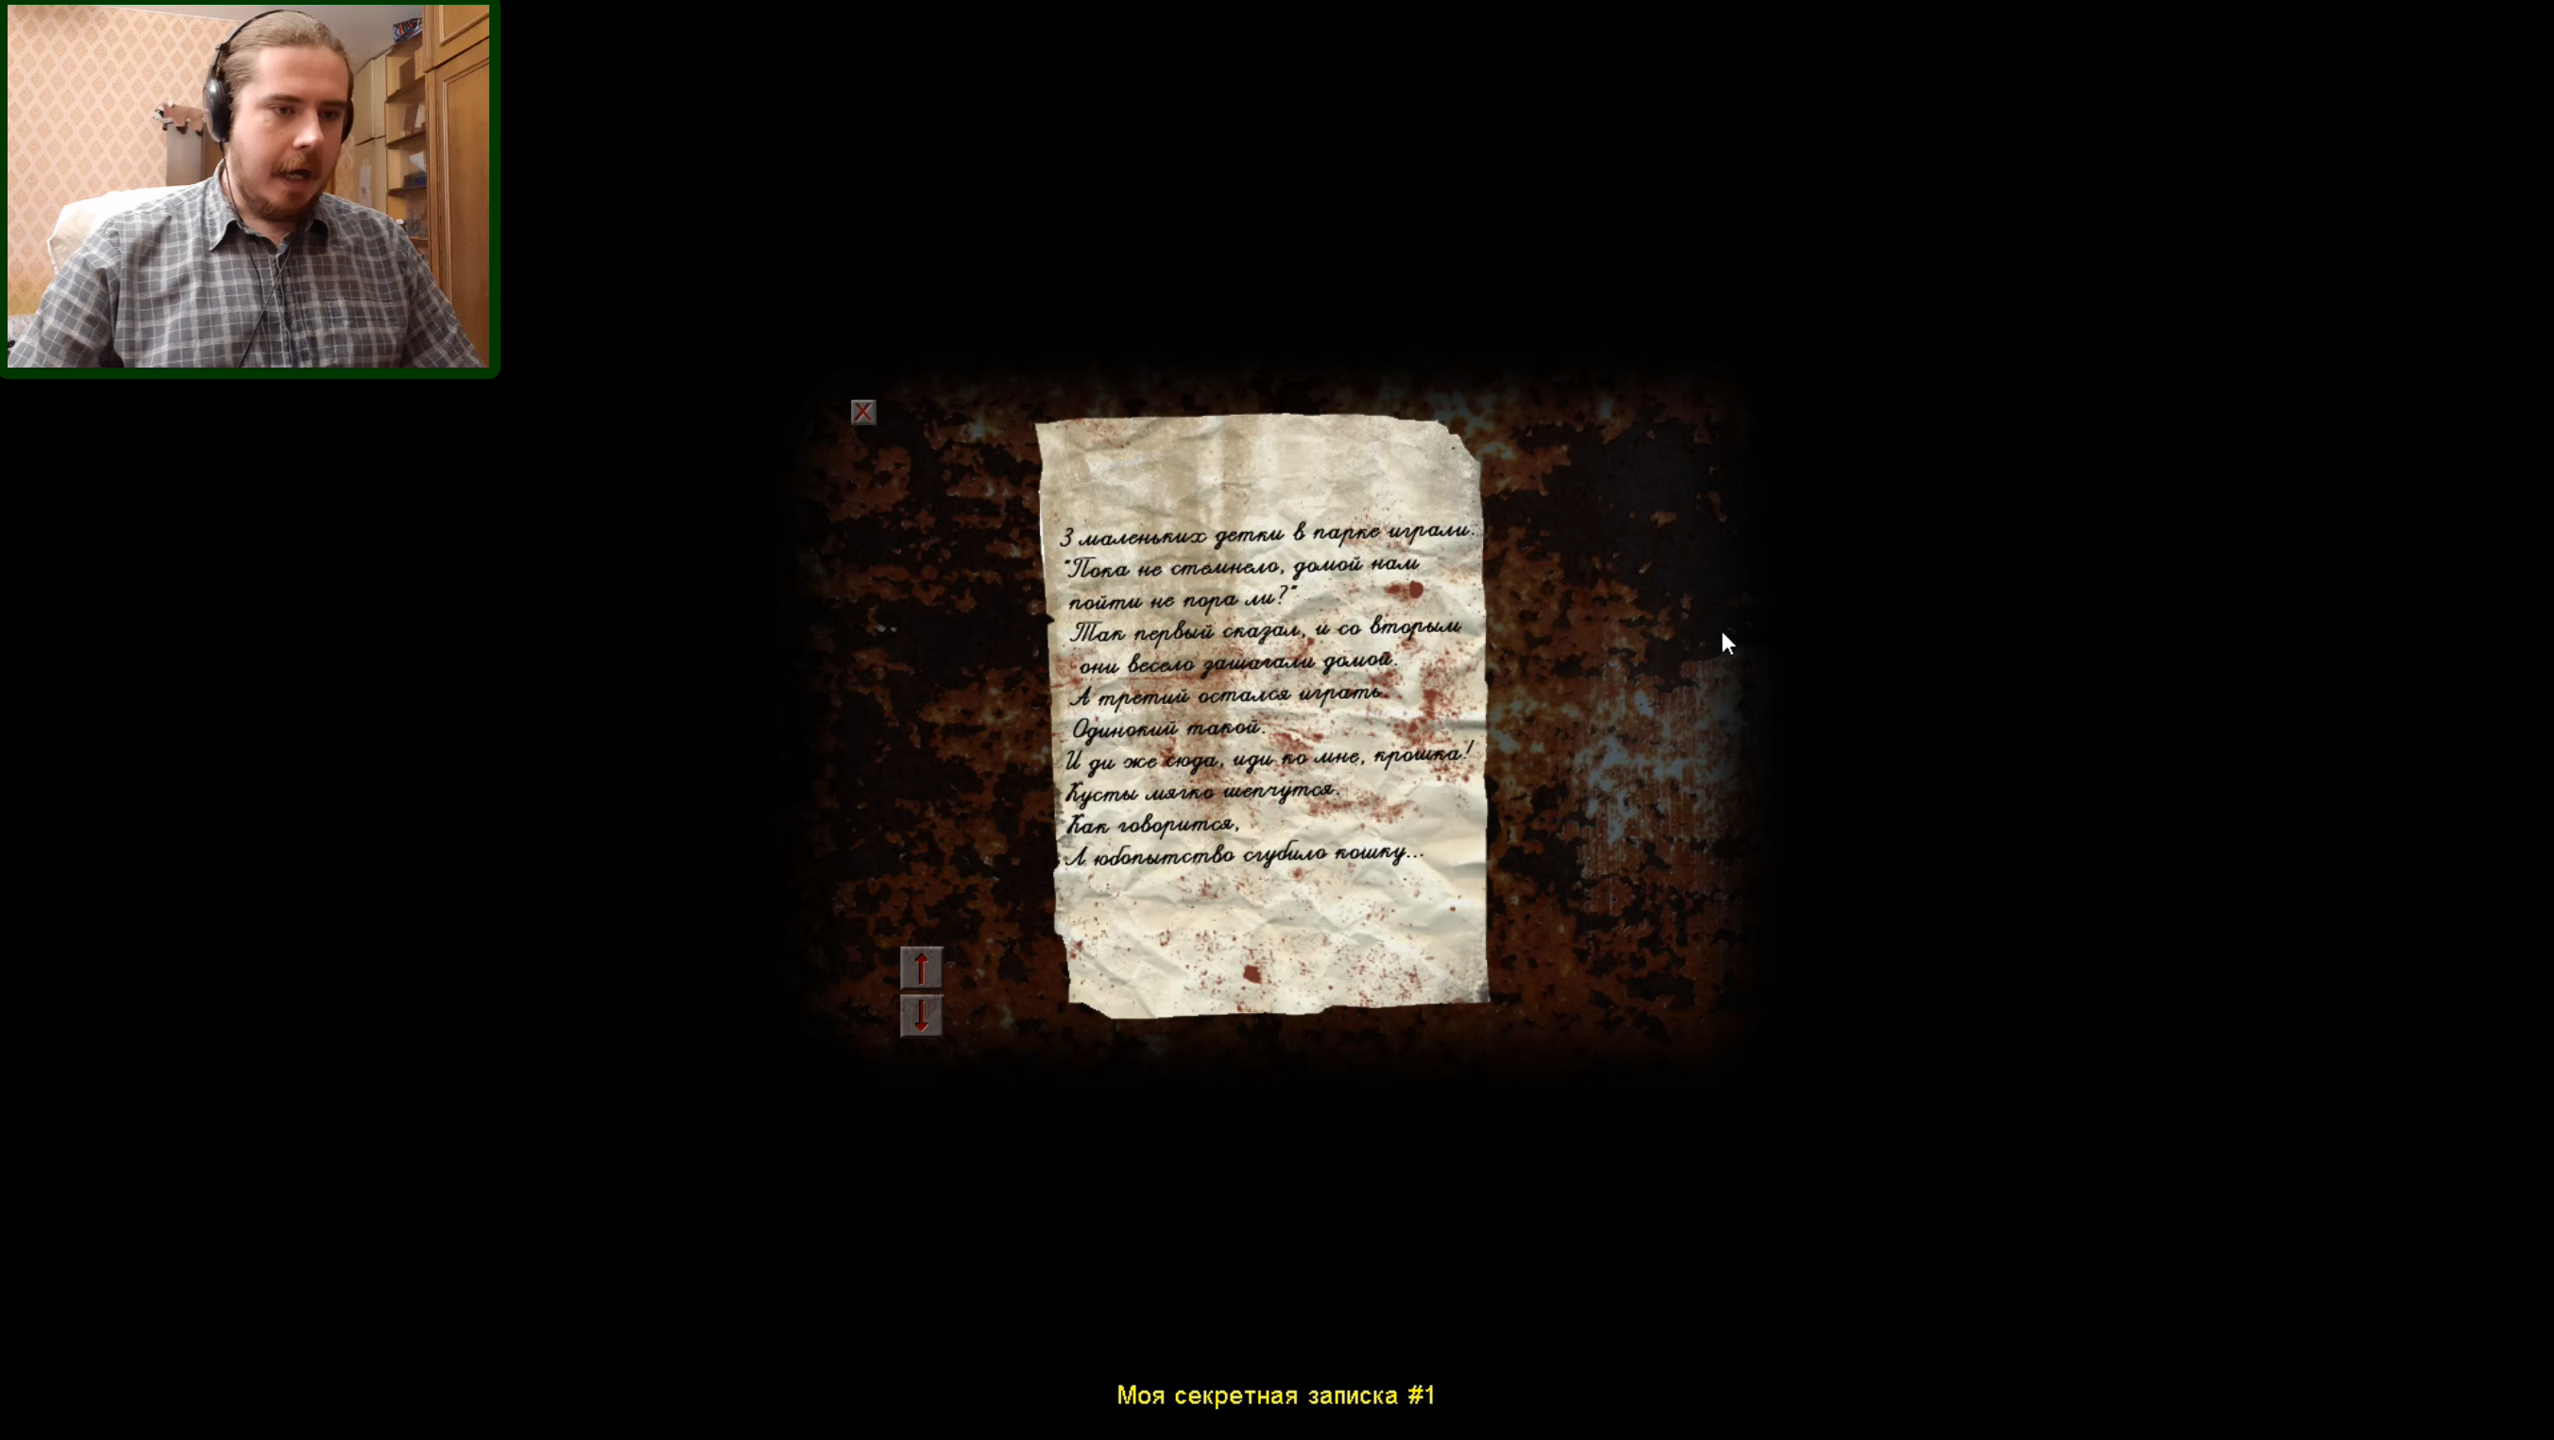 3 маленьких детки в парке играли.
"Пока не стемнело, домой нам
пойти не пора ли?"
Так первый сказал, и со вторым
они весело зашагали домой.
А третий остался играть.
Одинокий такой.
И ди же сюда, иди ко мне, крошка!
Кусты мягко шепчутся.
Как говорится,
Л юбопытство сгубило кошку...
Моя секретная записка #1